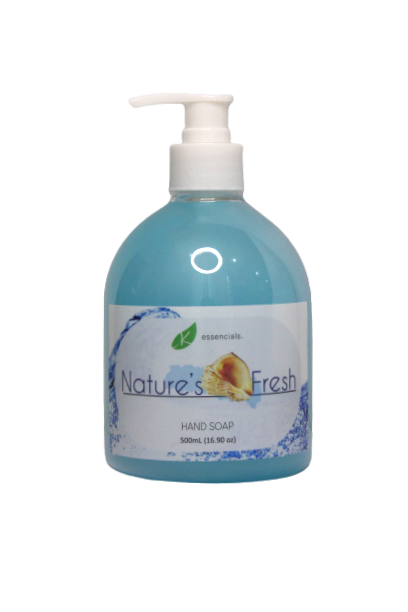 K essencials.
Nature's Fresh
HAND SOAP
500mL (16.90 oz)